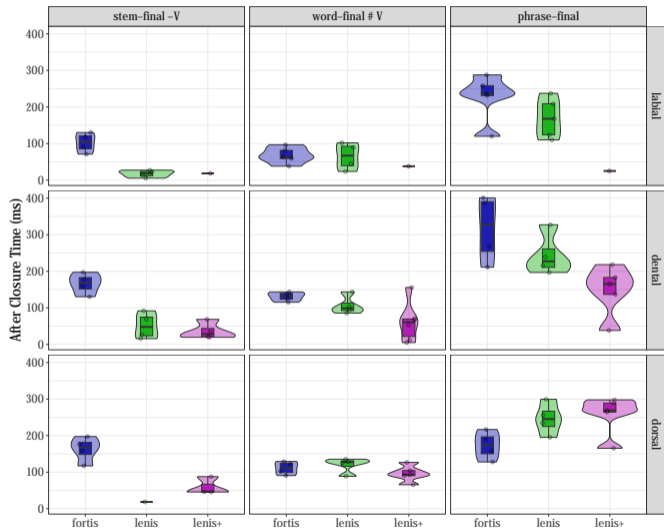 stem–final –V
word–final # V
phrase–final
After Closure Time (ms)
400
300
200
100
0
labial
400
300
200
100
0
dental
400
300
200
100
0
dorsal
fortis lenis lenis+ fortis lenis lenis+ fortis lenis lenis+